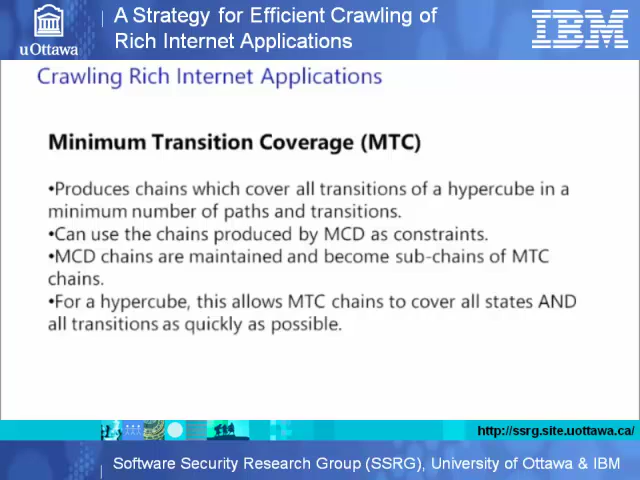 A Strategy for Efficient Crawling of
Rich Internet Applications
uOttawa
IBM
Crawling Rich Internet Applications
Minimum Transition Coverage (MTC)
•Produces chains which cover all transitions of a hypercube in a
minimum number of paths and transitions.
•Can use the chains produced by MCD as constraints.
•MCD chains are maintained and become sub-chains of MTC
chains.
•For a hypercube, this allows MTC chains to cover all states AND
all transitions as quickly as possible.
http://ssrg.site.uottawa.ca/
Software Security Research Group (SSRG), University of Ottawa & IBM